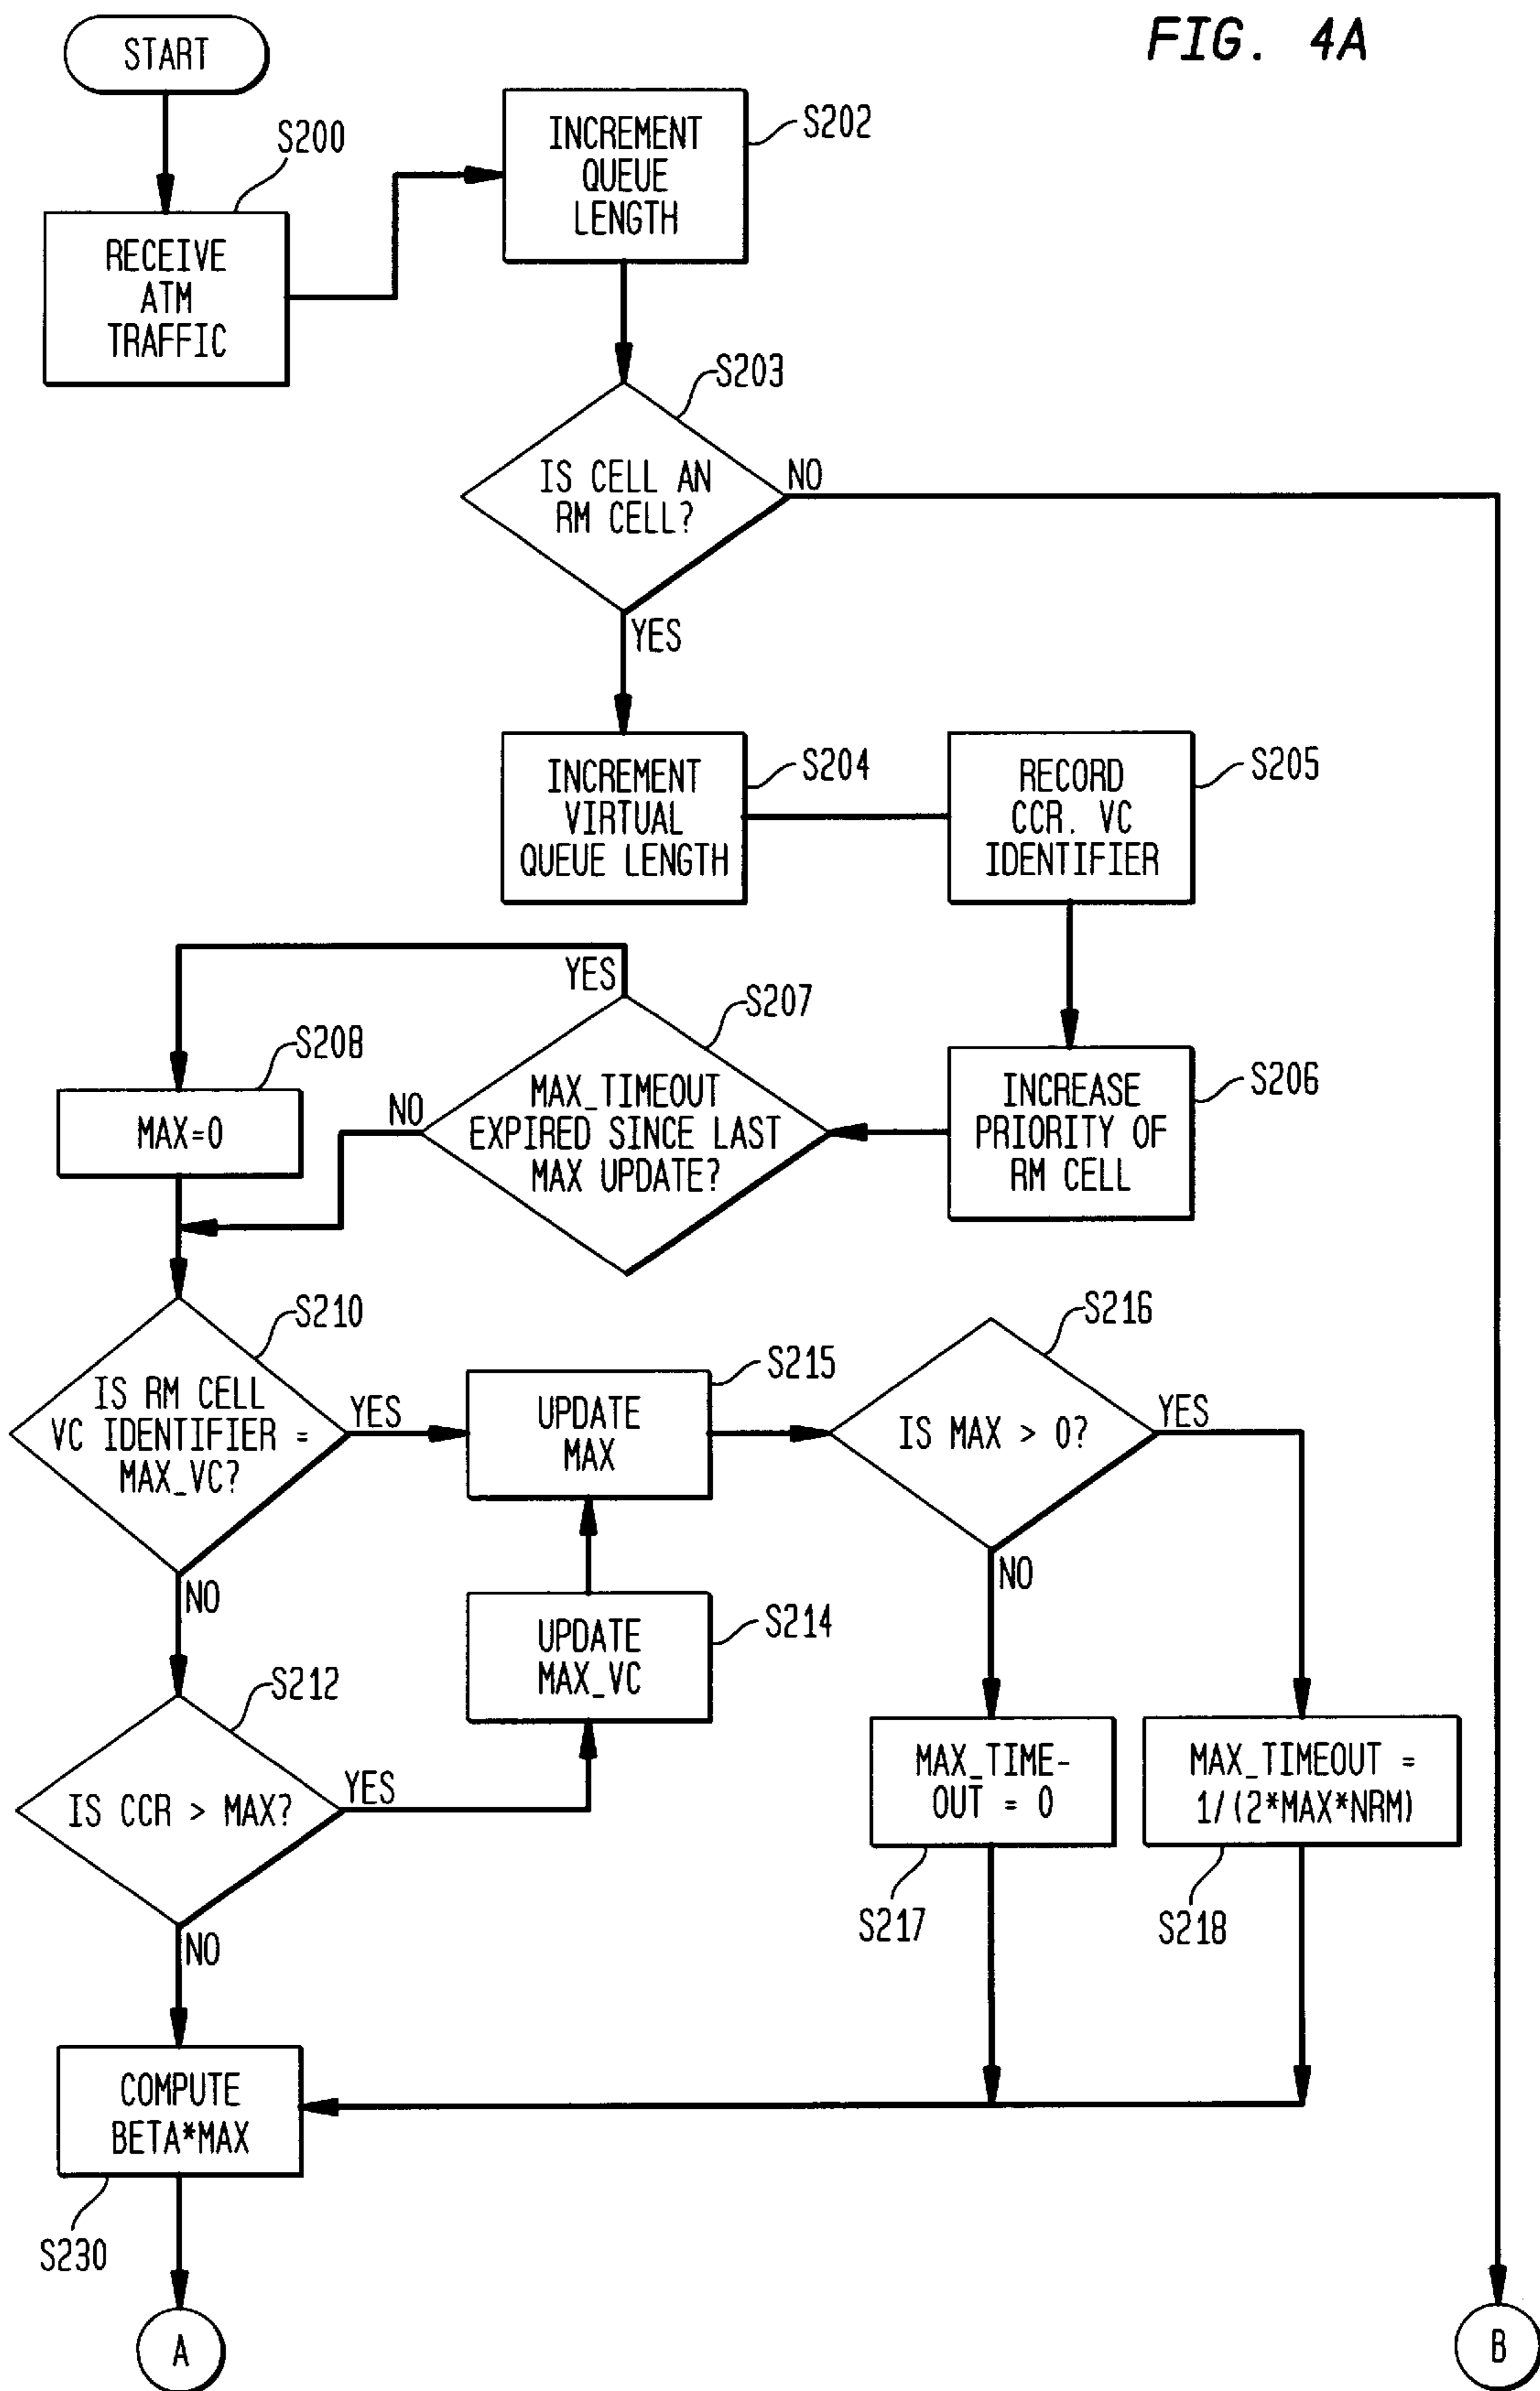 FIG. 4A
START
S200
RECEIVE
ATM
TRAFFIC
INCREMENT
QUEUE
LENGTH
S202
S203
IS CELL AN
RM CELL?
NO
YES
INCREMENT
VIRTUAL
QUEUE LENGTH
S204
RECORD
CCR. VC
IDENTIFIER
S205
INCREASE
PRIORITY OF
RM CELL
S206
S207
MAX_TIMEOUT
EXPIRED SINCE LAST
MAX UPDATE?
YES
NO
S208
MAX=0
S210
IS RM CELL
VC IDENTIFIER =
MAX_VC?
YES
NO
S215
UPDATE
MAX
S214
UPDATE
MAX_VC
S212
IS CCR > MAX?
YES
NO
S216
IS MAX > 0?
YES
NO
MAX_TIME-
OUT = 0
S217
MAX_TIMEOUT =
1/(2*MAX*NRM)
S218
COMPUTE
BETA*MAX
S230
A
B